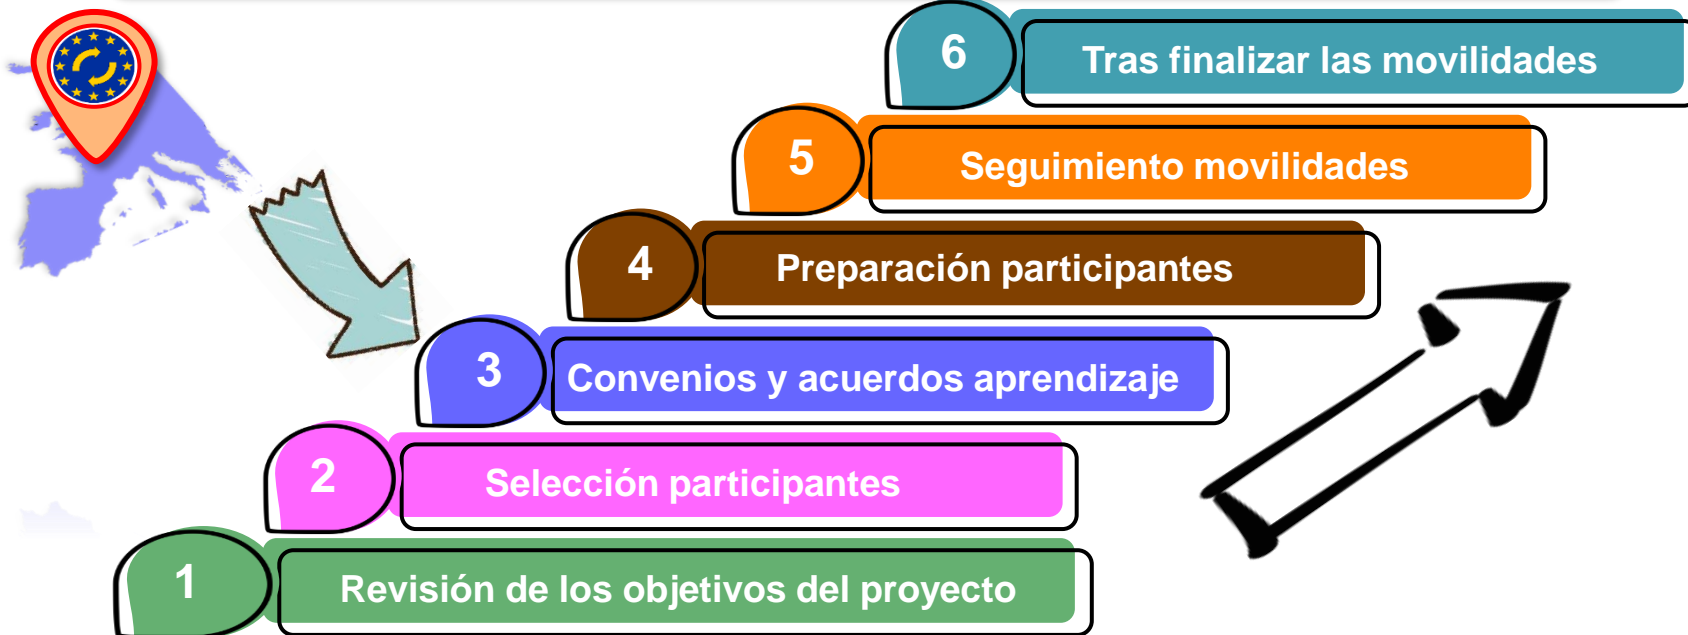 6 Tras finalizar las movilidades
5 Seguimiento movilidades
4 Preparación participantes
3 Convenios y acuerdos aprendizaje
2 Selección participantes
1 Revisión de los objetivos del proyecto